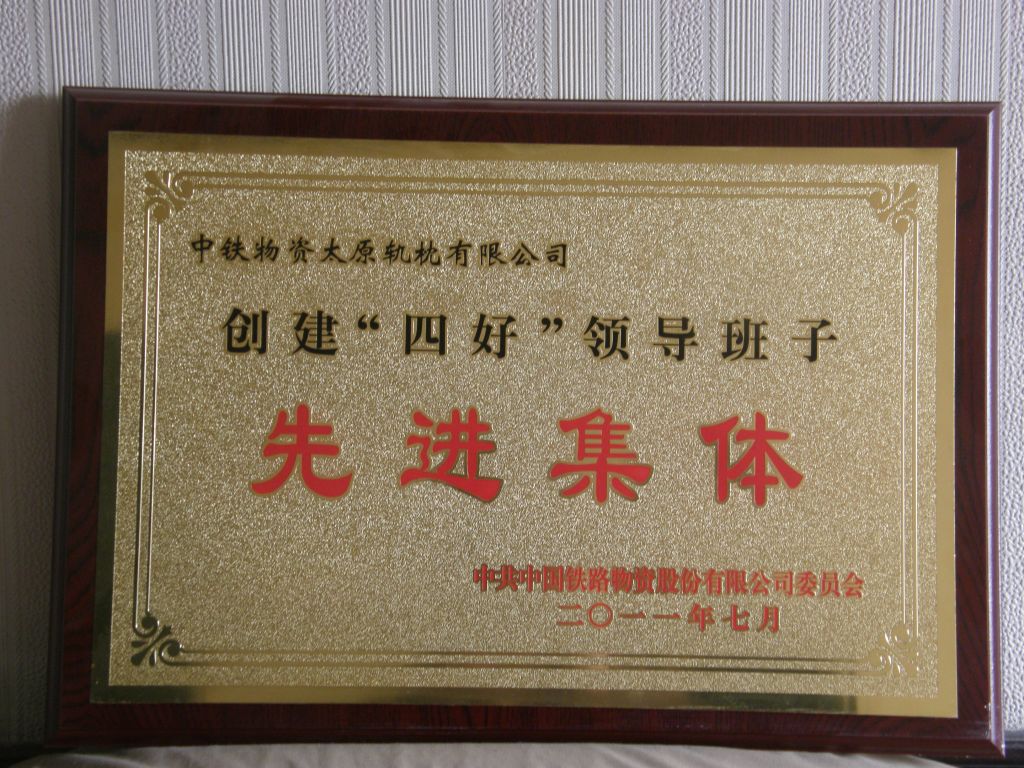 中铁物资太原轨枕有限公司
创建“四好”领导班子
先进集体
中共中国铁路物资股份有限公司委员会
二〇一一年七月